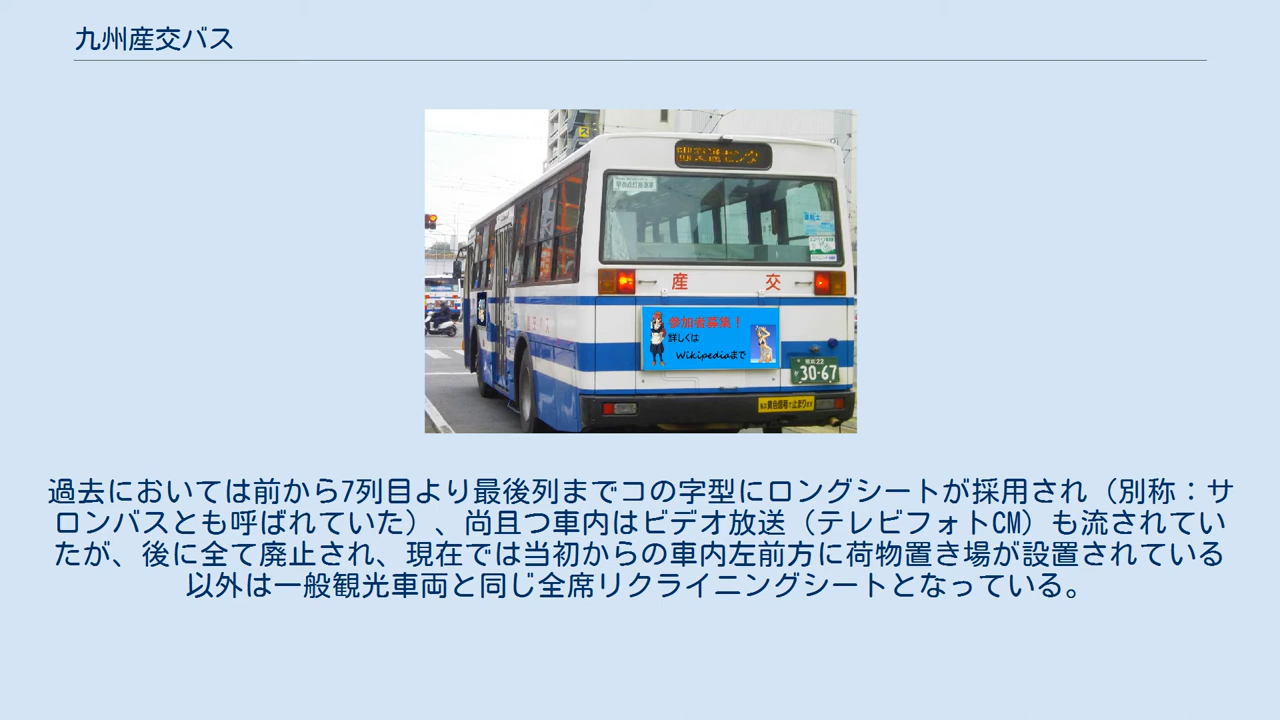 九州産交バス
産 交
参加者募集！
詳しくは
Wikipediaまで
30-67
過去においては前から7列目より最後列までコの字型にロングシートが採用され（別称：サ
ロンバスとも呼ばれていた）、尚且つ車内はビデオ放送（テレビフォトCM）も流されてい
たが、後に全て廃止され、現在では当初からの車内左前方に荷物置き場が設置されている
以外は一般観光車両と同じ全席リクライニングシートとなっている。